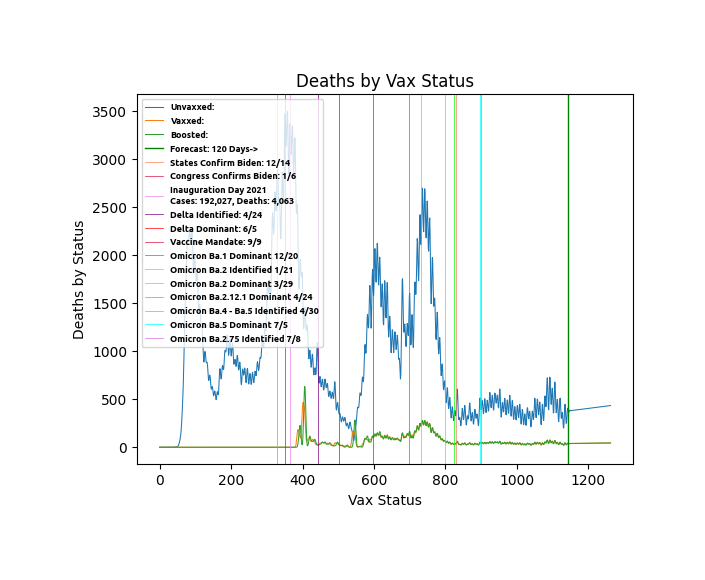 Deaths by Vax Status
Deaths by Status
3500
3000
2500
2000
1500
1000
500
0
Unvaxxed:
Vaxxed:
Boosted:
Forecast: 120 Days->
States Confirm Biden: 12/14
Congress Confirms Biden: 1/6
Inauguration Day 2021
Cases: 192,027, Deaths: 4,063
Delta Identified: 4/24
Delta Dominant: 6/5
Vaccine Mandate: 9/9
Omicron Ba.1 Dominant 12/20
Omicron Ba.2 Identified 1/21
Omicron Ba.2 Dominant 3/29
Omicron Ba.2.12.1 Dominant 4/24
Omicron Ba.4 - Ba.5 Identified 4/30
Omicron Ba.5 Dominant 7/5
Omicron Ba.2.75 Identified 7/8
0 200 400 600 800 1000 1200
Vax Status